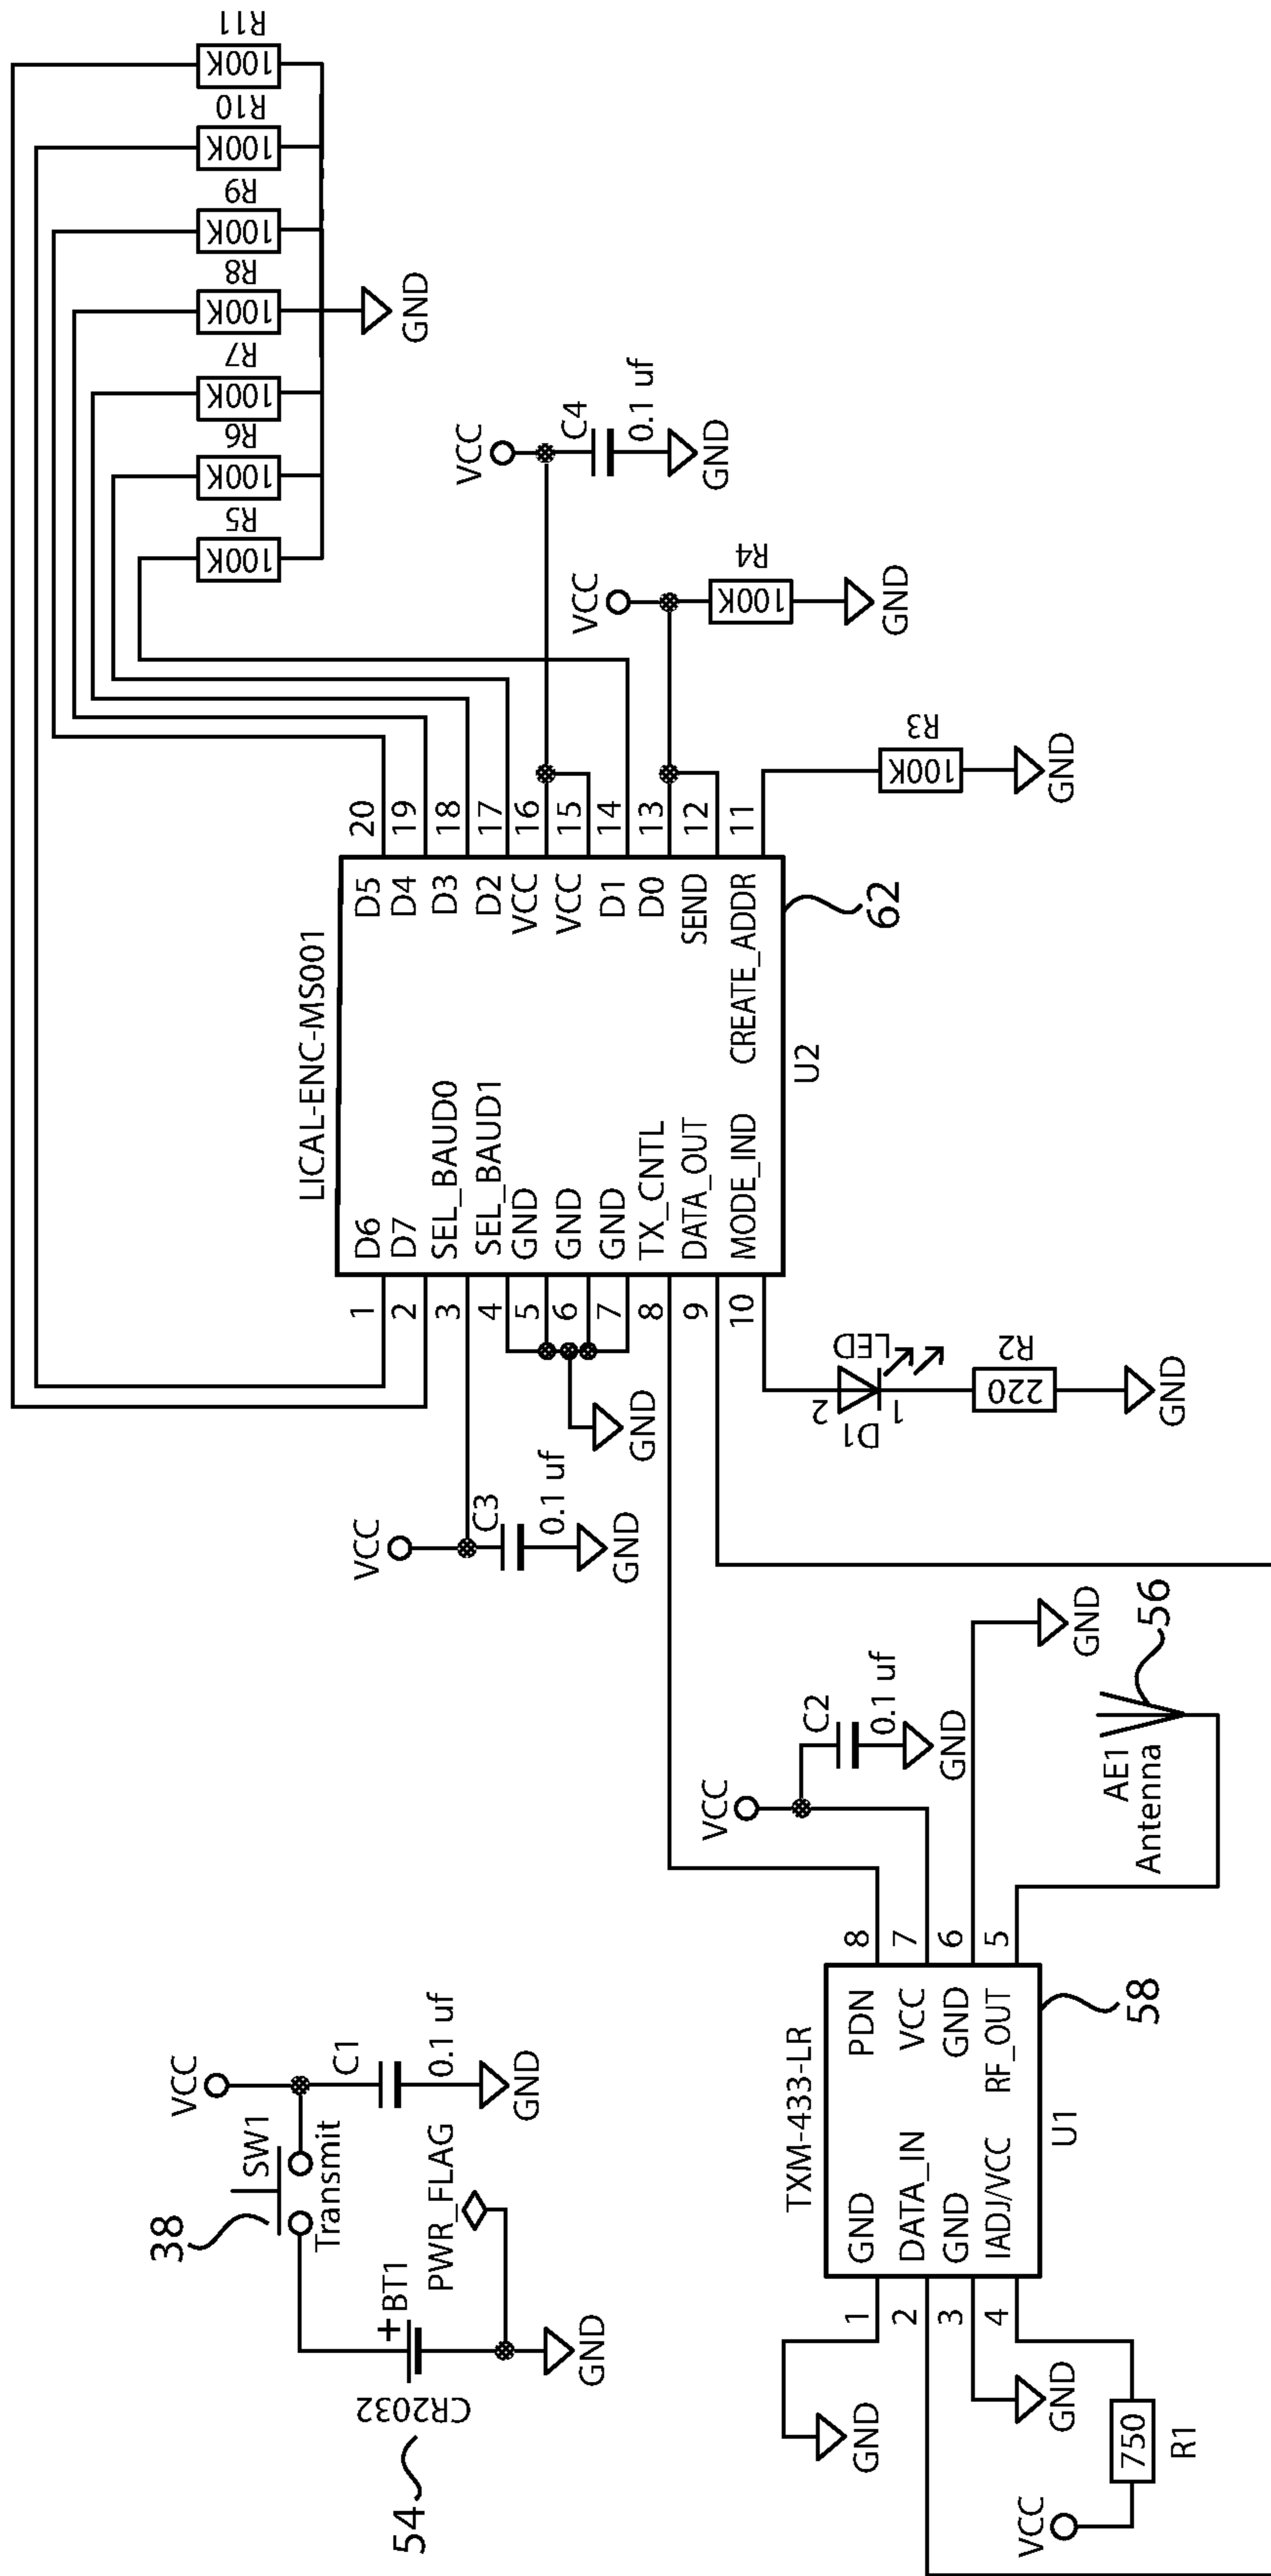 38
SW1
Transmit
VCC
C1
0.1 uf
GND
PWR_FLAG
+
BT1
CR2032
54
GND
TXM-433-LR
GND
DATA_IN
GND
IADJ/VCC
PDN
VCC
GND
RF_OUT
1
2
3
4
8
7
6
5
U1
58
GND
GND
VCC
750
R1
VCC
C2
0.1 uf
GND
GND
AE1
Antenna
56
VCC
C3
0.1 uf
GND
GND
LICAL-ENC-MS001
D6
D7
SEL_BAUD0
SEL_BAUD1
GND
GND
GND
TX_CNTL
DATA_OUT
MODE_IND
D5
D4
D3
D2
VCC
VCC
D1
D0
SEND
CREATE_ADDR
1
2
3
4
5
6
7
8
9
10
20
19
18
17
16
15
14
13
12
11
U2
62
LED
2
1
D1
220
R2
GND
100K
R3
GND
VCC
100K
R4
GND
VCC
C4
0.1 uf
GND
100K
R5
100K
R6
100K
R7
100K
R8
100K
R9
100K
R10
100K
R11
GND